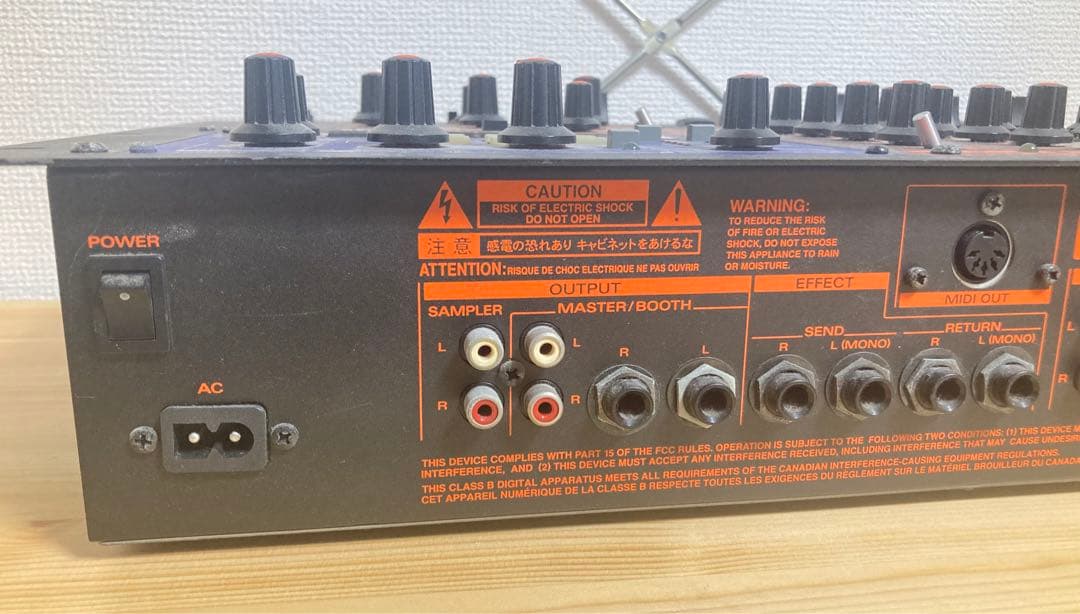 POWER
AC
CAUTION
RISK OF ELECTRIC SHOCK
DO NOT OPEN
注意 感電の恐れあり キャビネットをあけるな
ATTENTION: RISQUE DE CHOC ELECTRIQUE NE PAS OUVRIR
WARNING:
TO REDUCE THE RISK
OF FIRE OR ELECTRIC
SHOCK, DO NOT EXPOSE
THIS APPLIANCE TO RAIN
OR MOISTURE.
MIDI OUT
OUTPUT
SAMPLER
MASTER/BOOTH
L
R
L
R
R
L
EFFECT
SEND
R
L (MONO)
RETURN
R
L (MONO)
L
R
THIS DEVICE COMPLIES WITH PART 15 OF THE FCC RULES. OPERATION IS SUBJECT TO THE FOLLOWING TWO CONDITIONS: (1) THIS DEVICE M
INTERFERENCE, AND (2) THIS DEVICE MUST ACCEPT ANY INTERFERENCE RECEIVED, INCLUDING INTERFERENCE THAT MAY CAUSE UNDESI
THIS CLASS B DIGITAL APPARATUS MEETS ALL REQUIREMENTS OF THE CANADIAN INTERFERENCE-CAUSING EQUIPMENT REGULATIONS.
CET APPAREIL NUMÉRIQUE DE LA CLASSE B RESPECTE TOUTES LES EXIGENCES DU RÈGLEMENT SUR LE MATÉRIEL BROUILLEUR DU CANADA